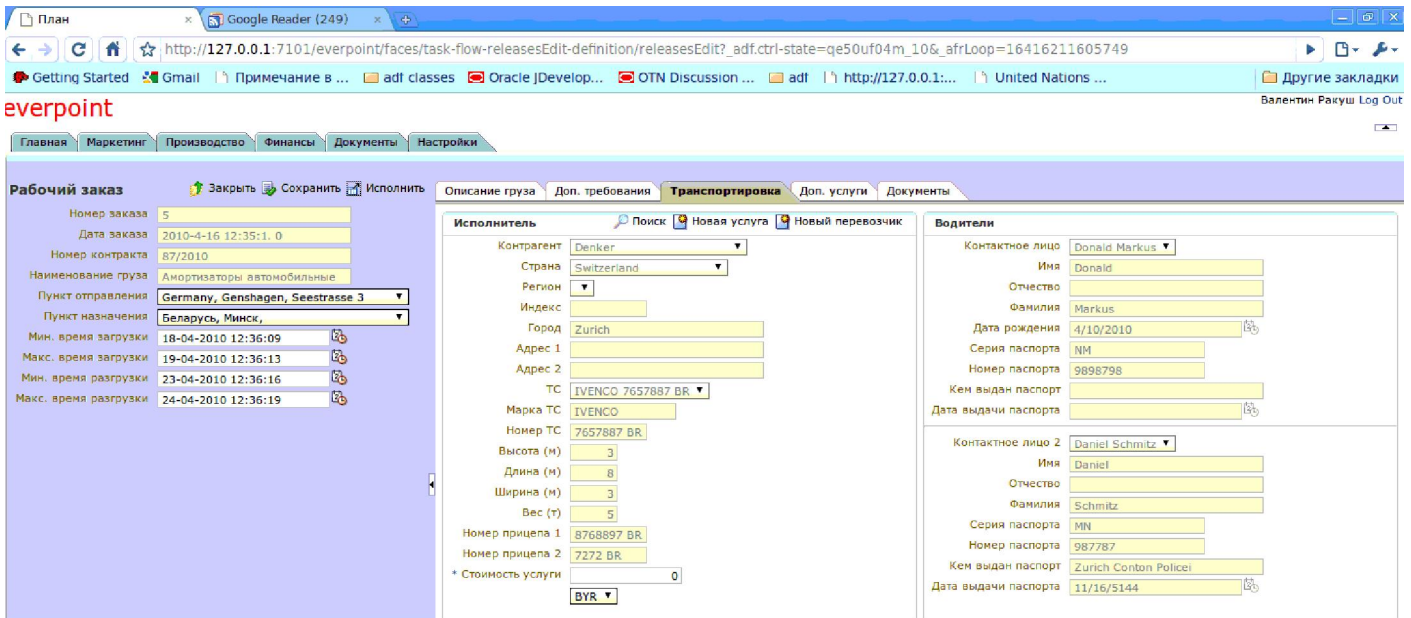 План
Google Reader (249)
http://127.0.0.1:7101/everpoint/faces/task-flow-releasesEdit-definition/releasesEdit?_adf.ctrl-state=qe50uf04m_10&_afrLoop=16416211605749
Getting Started Gmail Примечание в ... adf classes Oracle JDevelop... OTN Discussion ... adf http://127.0.0.1:... United Nations ... Другие закладки
everpoint
Валентин Ракуш Log Out
Главная Маркетинг Производство Финансы Документы Настройки
Рабочий заказ Закрыть Сохранить Исполнить
Номер заказа 5
Дата заказа 2010-4-16 12:35:1. 0
Номер контракта 87/2010
Наименование груза Амортизаторы автомобильные
Пункт отправления Germany, Genshagen, Seestrasse 3
Пункт назначения Беларусь, Минск,
Мин. время загрузки 18-04-2010 12:36:09
Макс. время загрузки 19-04-2010 12:36:13
Мин. время разгрузки 23-04-2010 12:36:16
Макс. время разгрузки 24-04-2010 12:36:19
Описание груза Доп. требования Транспортировка Доп. услуги Документы
Исполнитель Поиск Новая услуга Новый перевозчик
Контрагент Denker
Страна Switzerland
Регион
Индекс
Город Zurich
Адрес 1
Адрес 2
ТС IVENCO 7657887 BR
Марка ТС IVENCO
Номер ТС 7657887 BR
Высота (м) 3
Длина (м) 8
Ширина (м) 3
Вес (т) 5
Номер прицепа 1 8768897 BR
Номер прицепа 2 7272 BR
* Стоимость услуги 0
BYR
Водители
Контактное лицо Donald Markus
Имя Donald
Отчество
Фамилия Markus
Дата рождения 4/10/2010
Серия паспорта NM
Номер паспорта 9898798
Кем выдан паспорт
Дата выдачи паспорта
Контактное лицо 2 Daniel Schmitz
Имя Daniel
Отчество
Фамилия Schmitz
Серия паспорта MN
Номер паспорта 987787
Кем выдан паспорт Zurich Conton Policei
Дата выдачи паспорта 11/16/5144